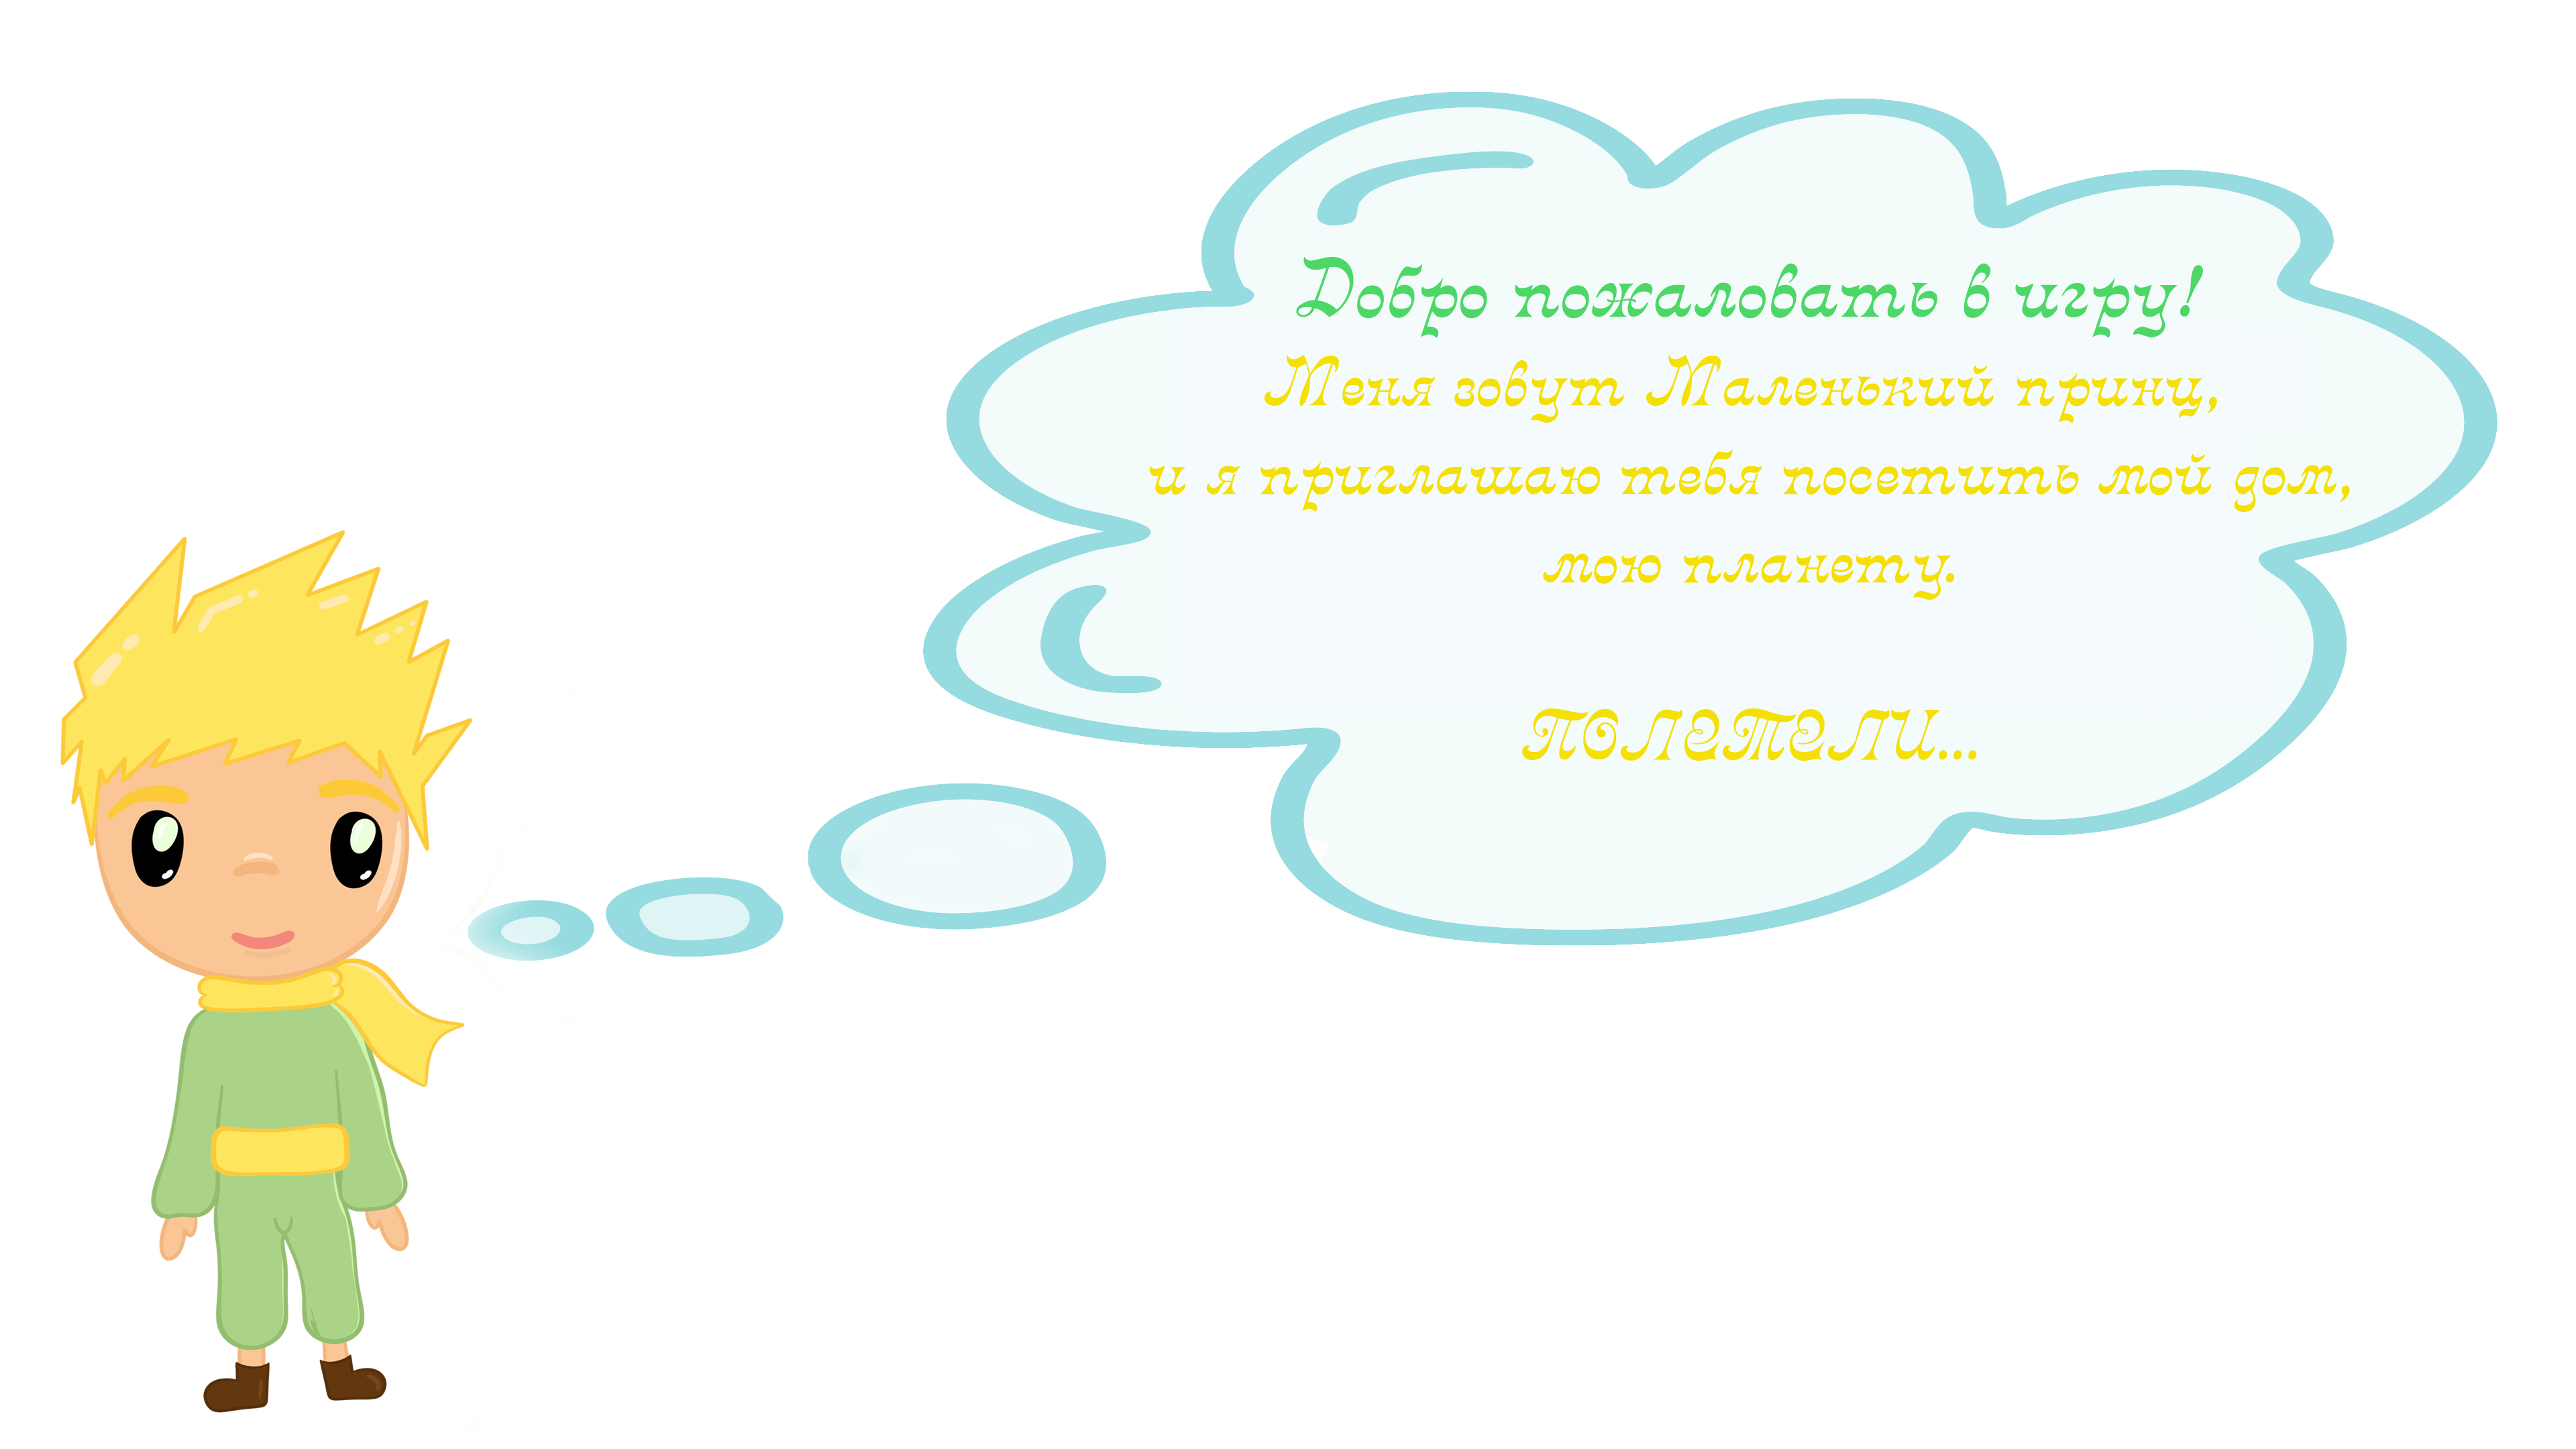 Добро пожаловать в игру!
Меня зовут Маленький принц,
и я приглашаю тебя посетить мой дом,
мою планету.
ПОЛЕТЕЛИ...